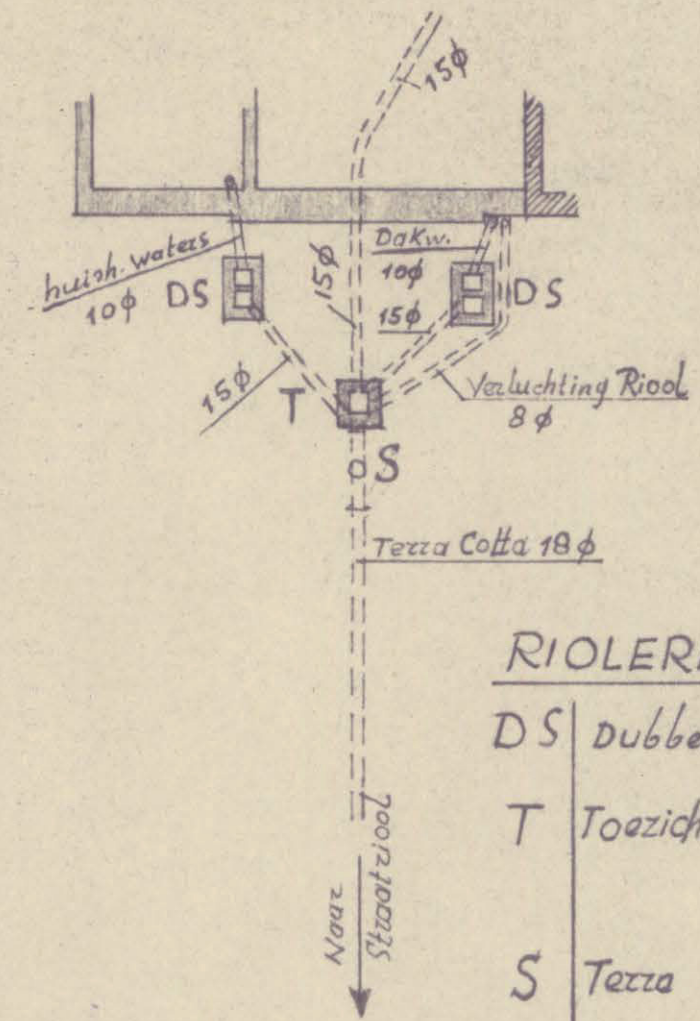 15ϕ
huish. waters
10ϕ
DS
15ϕ
Dakw.
10ϕ
15ϕ
DS
15ϕ
T
Verluchting Riool
8ϕ
S
Terra Cotta 18ϕ
RIOLER
DS Dubbe
T Toezich
S Terra
Naar
Straatriool